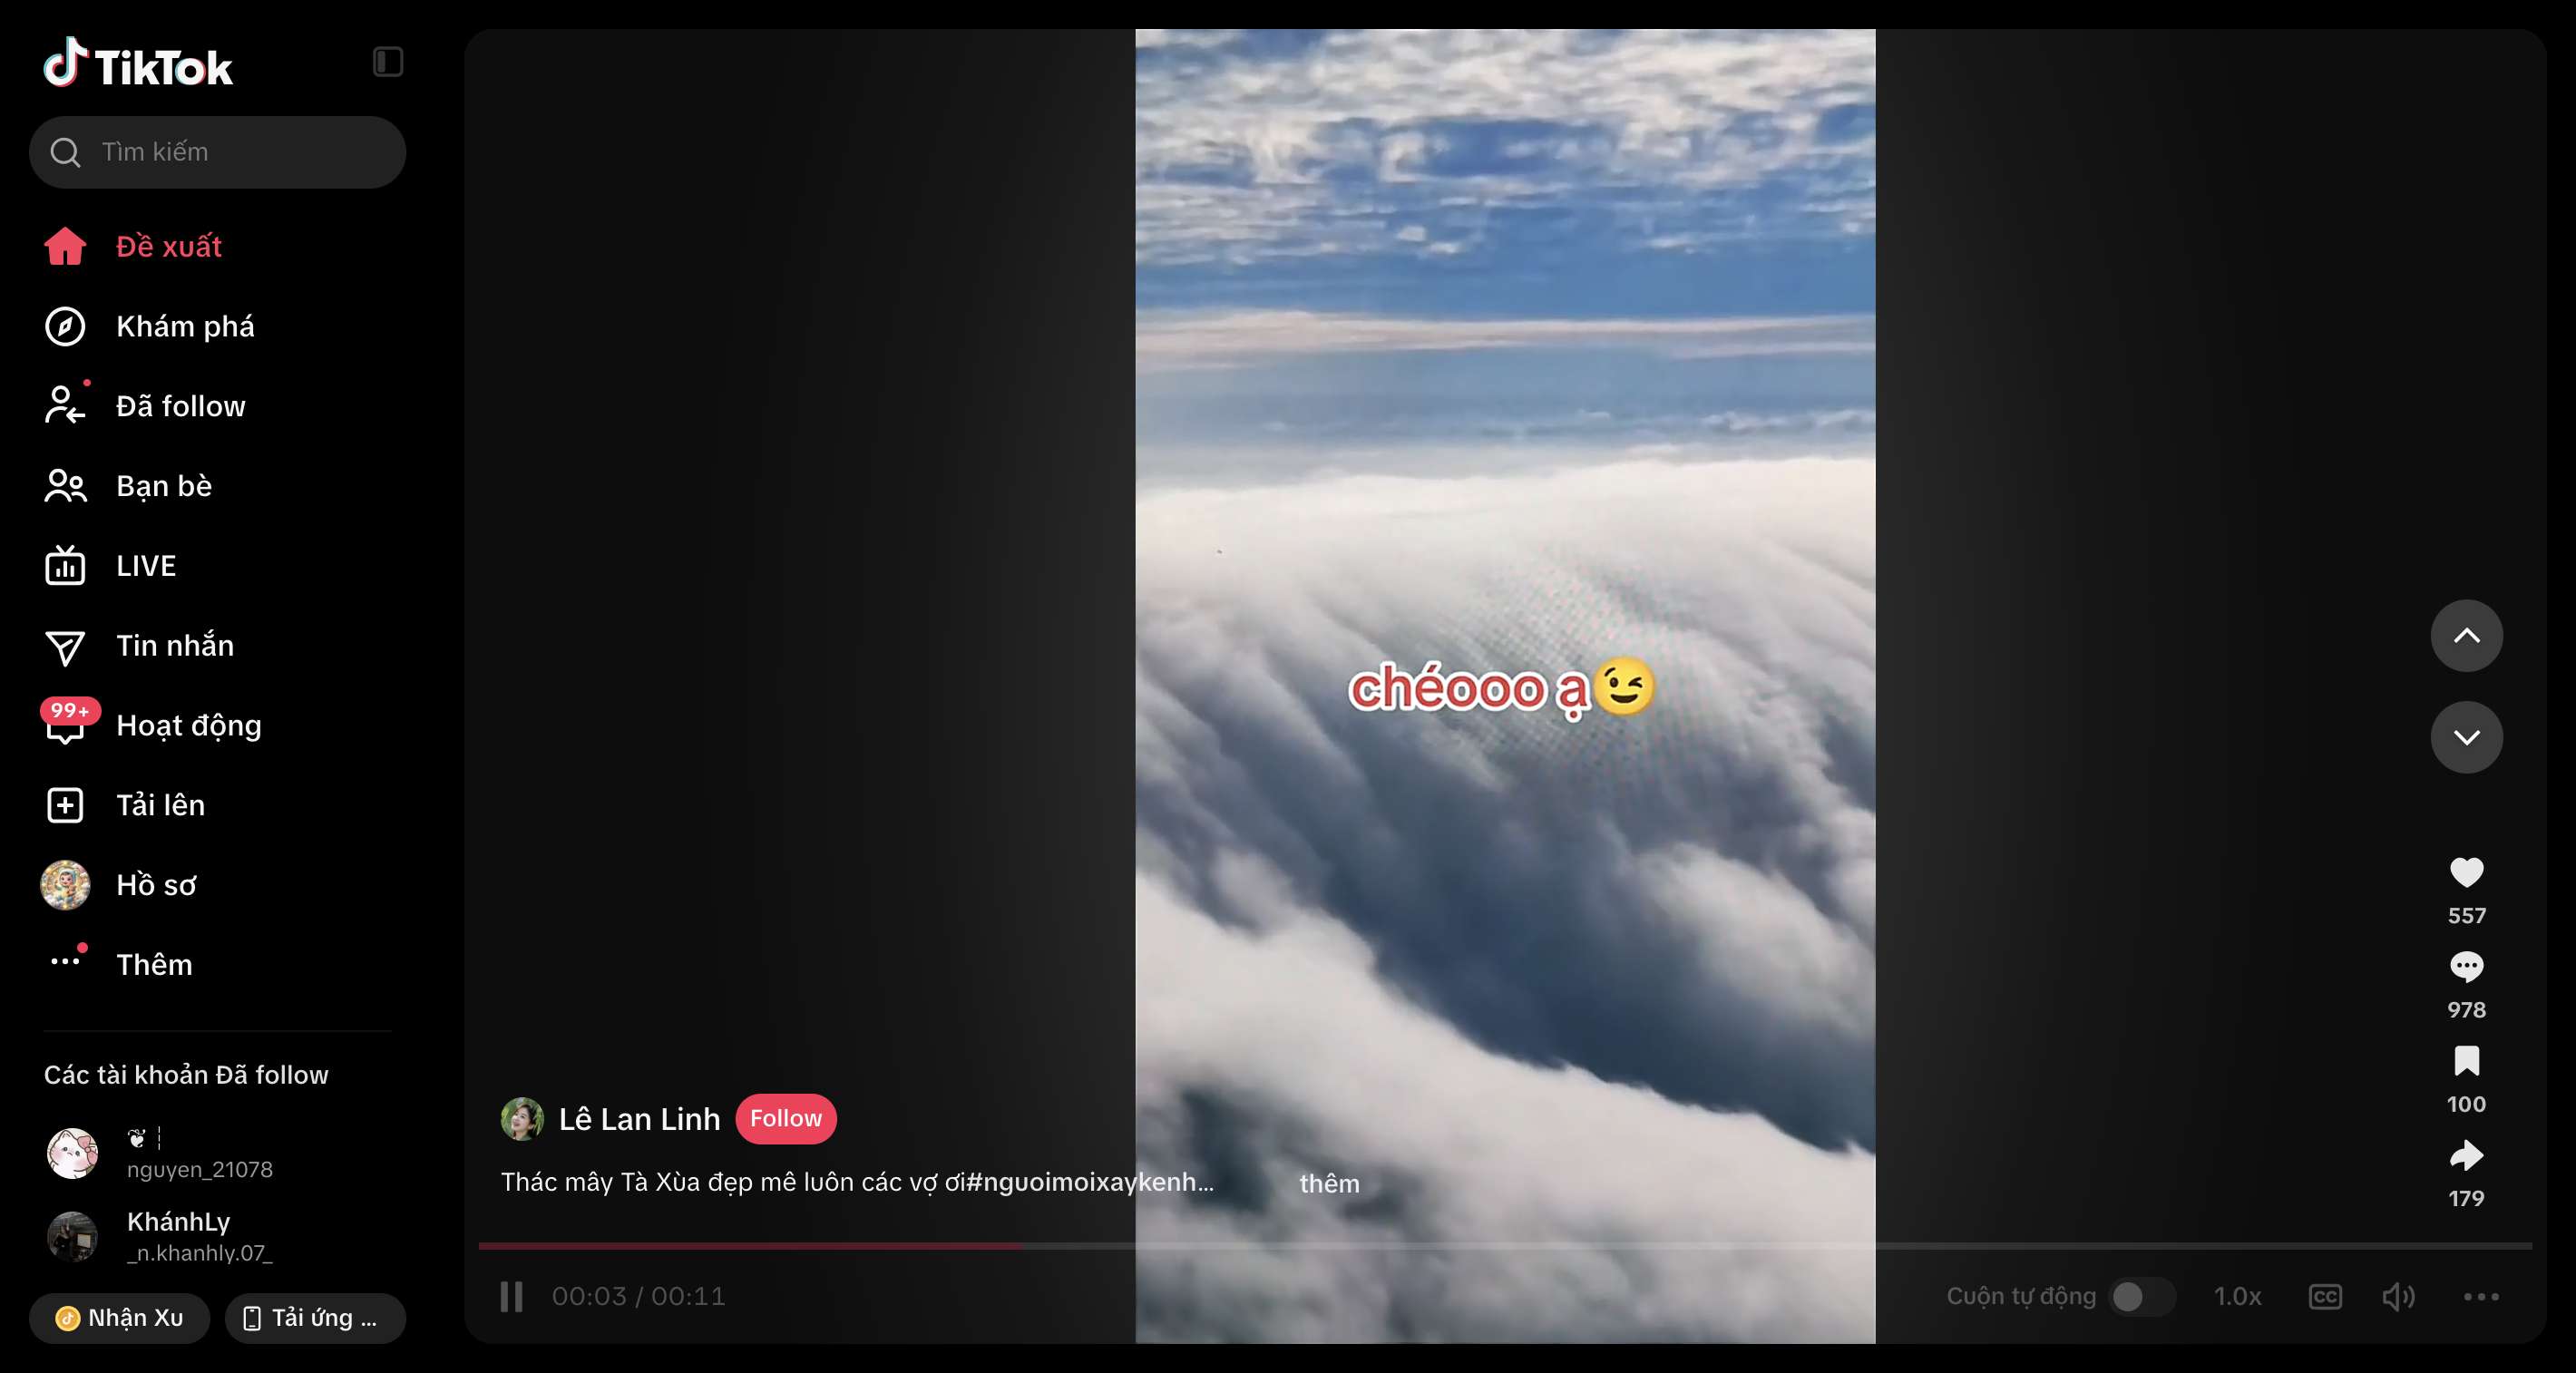 TikTok
Tìm kiếm
Đề xuất
Khám phá
Đã follow
Bạn bè
LIVE
Tin nhắn
99+
Hoạt động
Tải lên
Hồ sơ
Thêm
Các tài khoản Đã follow
nguyen_21078
KhánhLy
_n.khanhly.07_
Nhận Xu
Tải ứng ...
chéooo ạ😉
557
978
100
179
Lê Lan Linh
Follow
Thác mây Tà Xùa đẹp mê luôn các vợ ơi#nguoimoixaykenh... thêm
00:03 / 00:11
Cuộn tự động
1.0x
CC